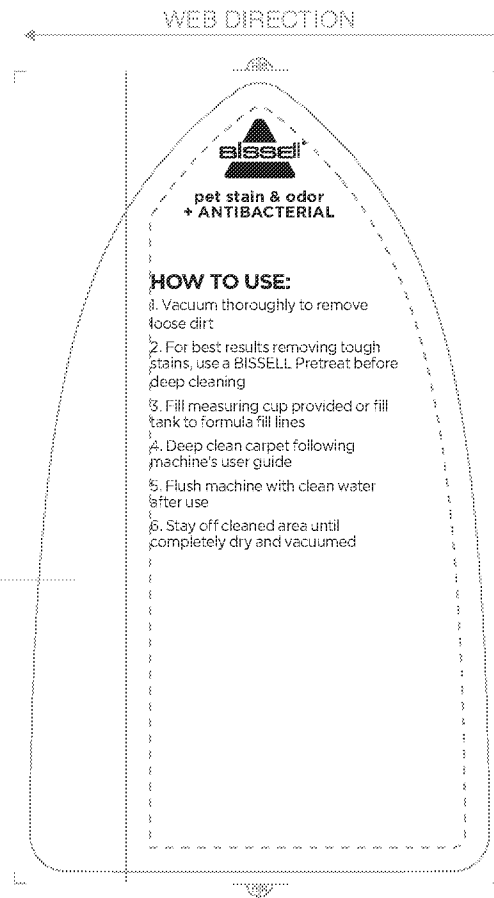 WEB DIRECTION
BISSELL
pet stain & odor
+ ANTIBACTERIAL
HOW TO USE:
1. Vacuum thoroughly to remove
loose dirt
2. For best results removing tough
stains, use a BISSELL Pretreat before
deep cleaning
3. Fill measuring cup provided or fill
tank to formula fill lines
4. Deep clean carpet following
machine's user guide
5. Flush machine with clean water
after use
6. Stay off cleaned area until
completely dry and vacuumed